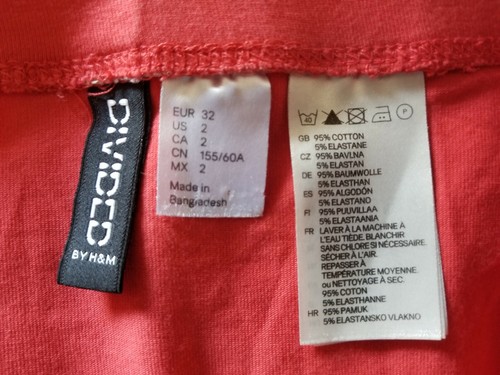 DIVIDED
BY H&M
EUR 32
US 2
CA 2
CN 155/60A
MX 2
Made in
Bangladesh
40
P
GB 95% COTTON
5% ELASTANE
CZ 95% BAVLNA
5% ELASTAN
DE 95% BAUMWOLLE
5% ELASTHAN
ES 95% ALGODÓN
5% ELASTANO
FI 95% PUUVILLAA
5% ELASTAANIA
FR LAVER À LA MACHINE À
L'EAU TIÈDE. BLANCHIR
SANS CHLORE SI NÉCESSAIRE.
SÉCHER À L'AIR.
REPASSER À
TEMPÉRATURE MOYENNE.
ou NETTOYAGE À SEC.
95% COTON
5% ELASTHANNE
HR 95% PAMUK
5% ELASTANSKO VLAKNO